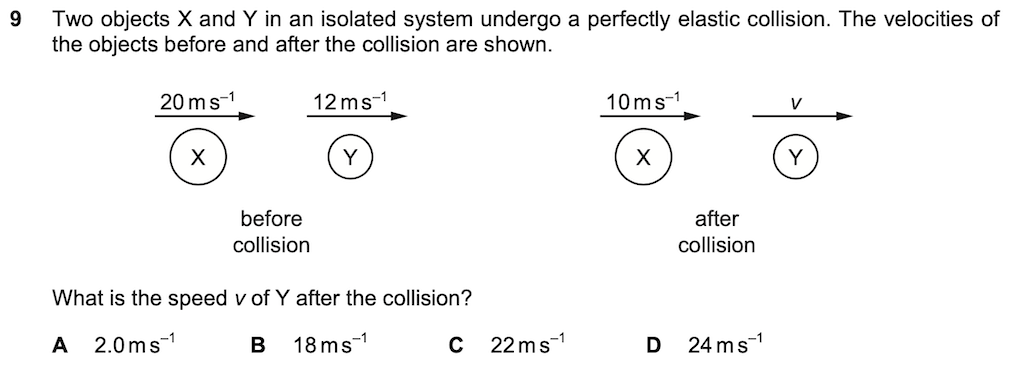 9 Two objects X and Y in an isolated system undergo a perfectly elastic collision. The velocities of
the objects before and after the collision are shown.
20 m s⁻¹ 12 m s⁻¹ 10 m s⁻¹ v
X Y X Y
before after
collision collision
What is the speed v of Y after the collision?
A 2.0 m s⁻¹ B 18 m s⁻¹ C 22 m s⁻¹ D 24 m s⁻¹